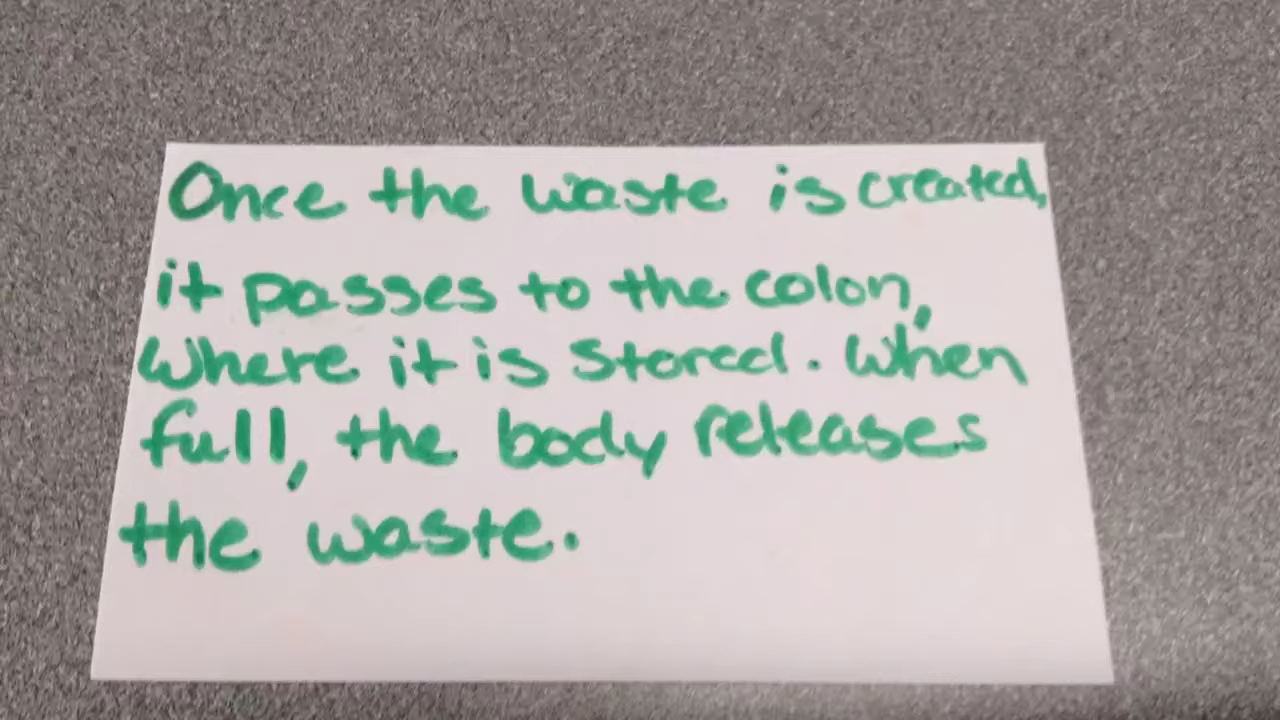 Once the waste is created,
it passes to the colon,
where it is stored. When
full, the body releases
the waste.